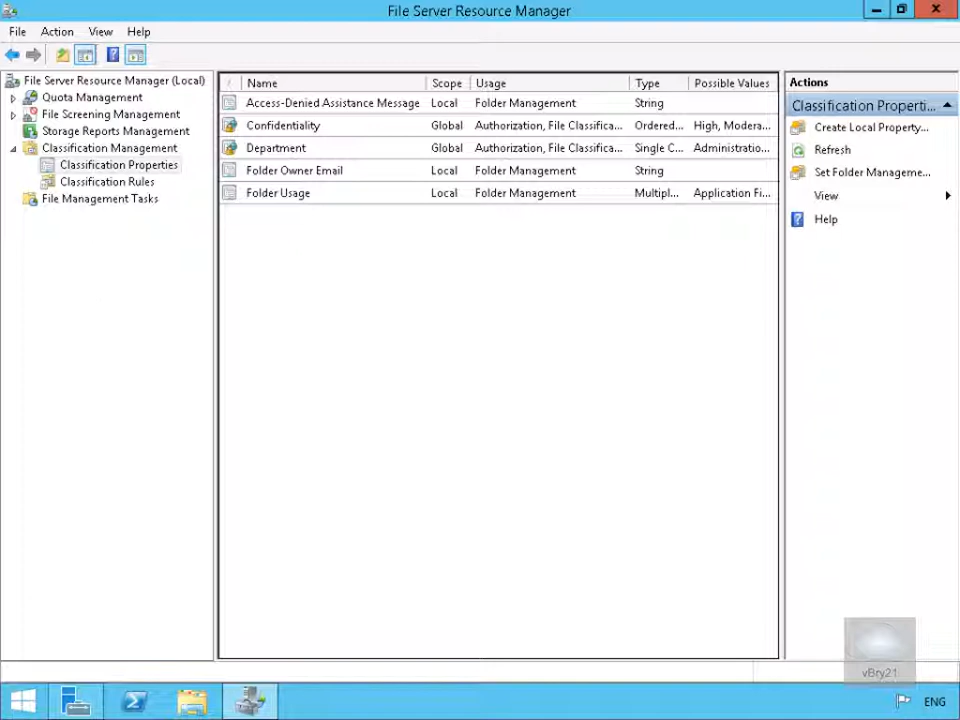 File Server Resource Manager
File Action View Help
File Server Resource Manager (Local)
Quota Management
File Screening Management
Storage Reports Management
Classification Management
Classification Properties
Classification Rules
File Management Tasks
Name Scope Usage Type Possible Values
Access-Denied Assistance Message Local Folder Management String
Confidentiality Global Authorization, File Classifica... Ordered... High, Modera...
Department Global Authorization, File Classifica... Single C... Administratio...
Folder Owner Email Local Folder Management String
Folder Usage Local Folder Management Multipl... Application Fi...
Actions
Classification Properti...
Create Local Property...
Refresh
Set Folder Manageme...
View
Help
vBry21
ENG